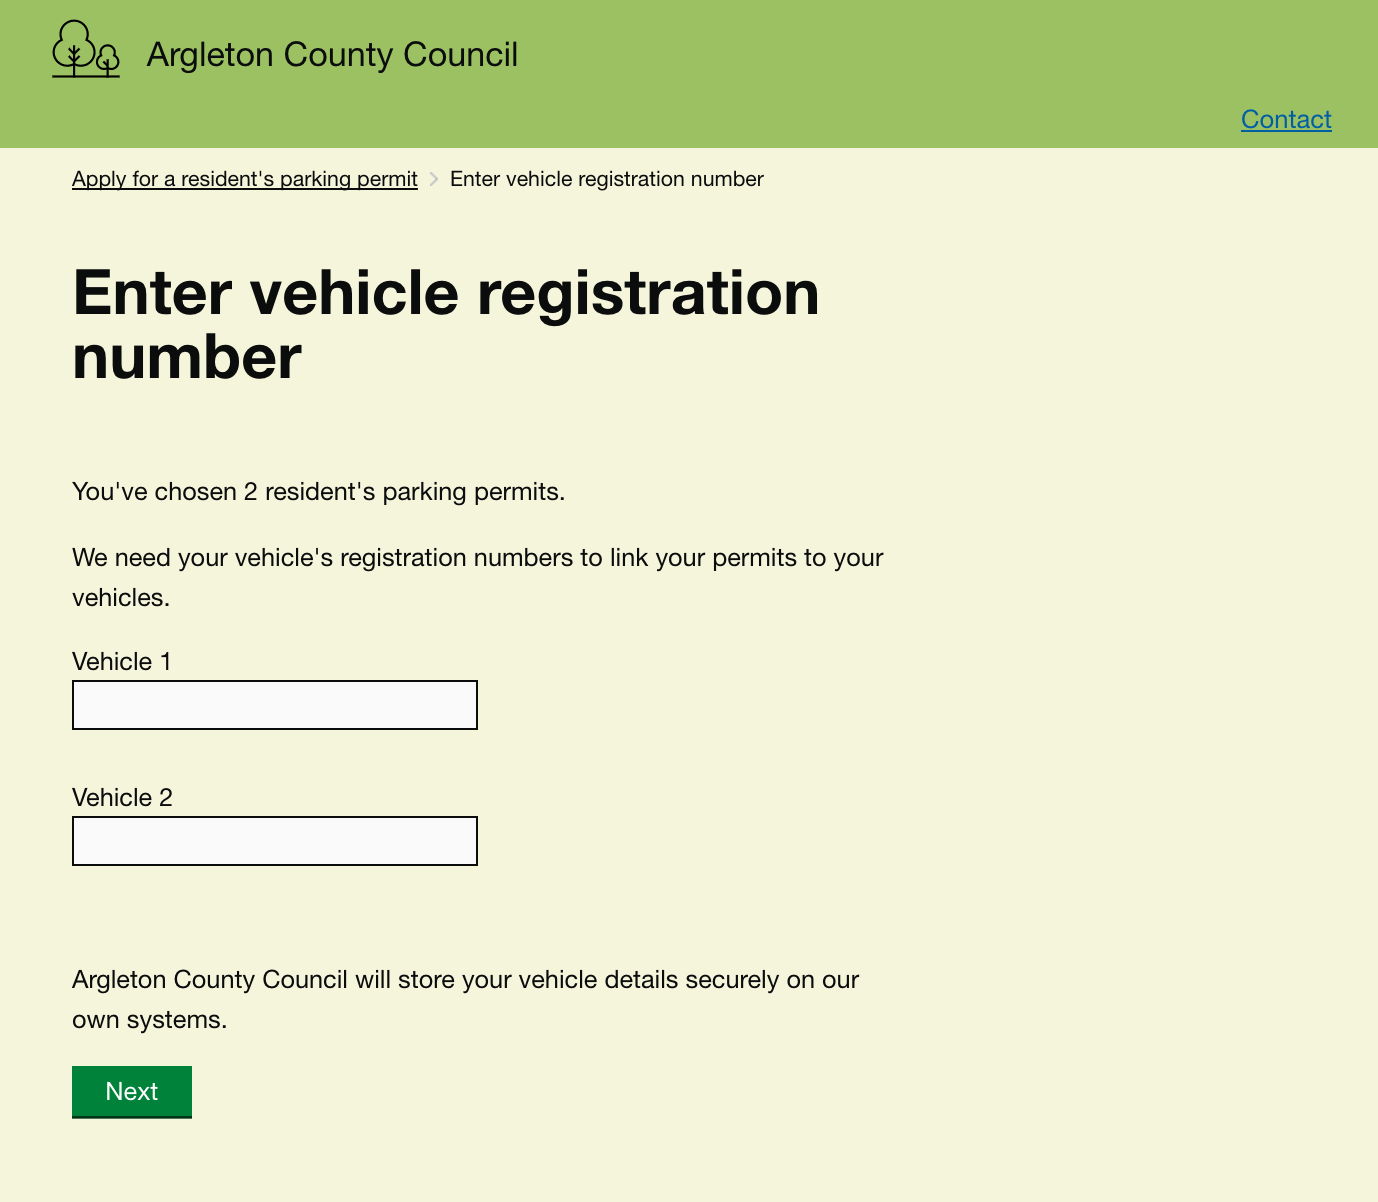 Argleton County Council
Contact
Apply for a resident's parking permit > Enter vehicle registration number
Enter vehicle registration
number
You've chosen 2 resident's parking permits.
We need your vehicle's registration numbers to link your permits to your
vehicles.
Vehicle 1
Vehicle 2
Argleton County Council will store your vehicle details securely on our
own systems.
Next